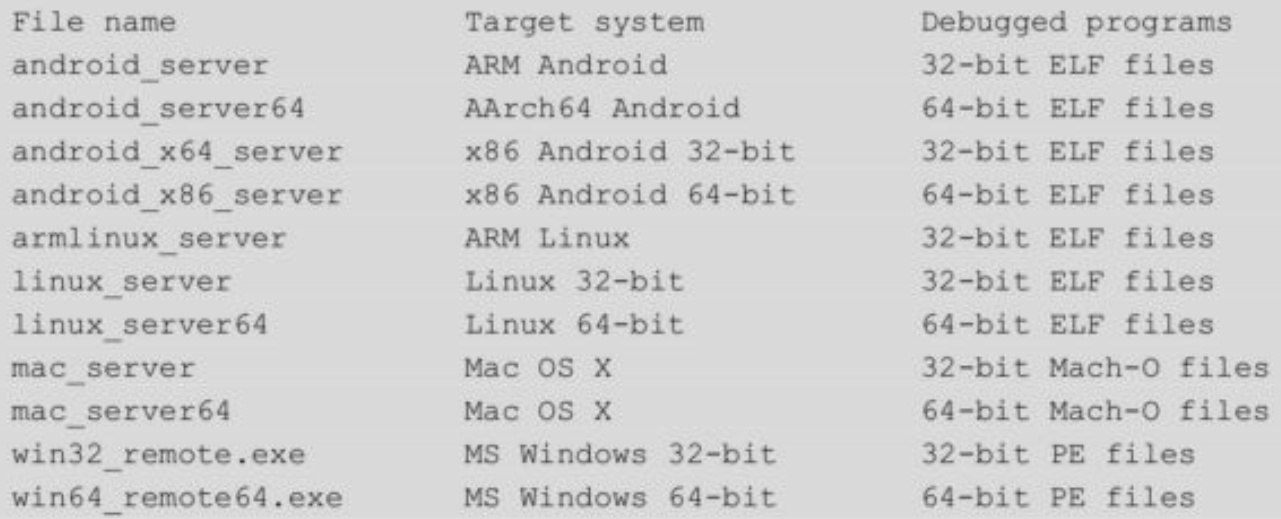 File name Target system Debugged programs
android_server ARM Android 32-bit ELF files
android_server64 AArch64 Android 64-bit ELF files
android_x64_server x86 Android 32-bit 32-bit ELF files
android_x86_server x86 Android 64-bit 64-bit ELF files
armlinux_server ARM Linux 32-bit ELF files
linux_server Linux 32-bit 32-bit ELF files
linux_server64 Linux 64-bit 64-bit ELF files
mac_server Mac OS X 32-bit Mach-O files
mac_server64 Mac OS X 64-bit Mach-O files
win32_remote.exe MS Windows 32-bit 32-bit PE files
win64_remote64.exe MS Windows 64-bit 64-bit PE files